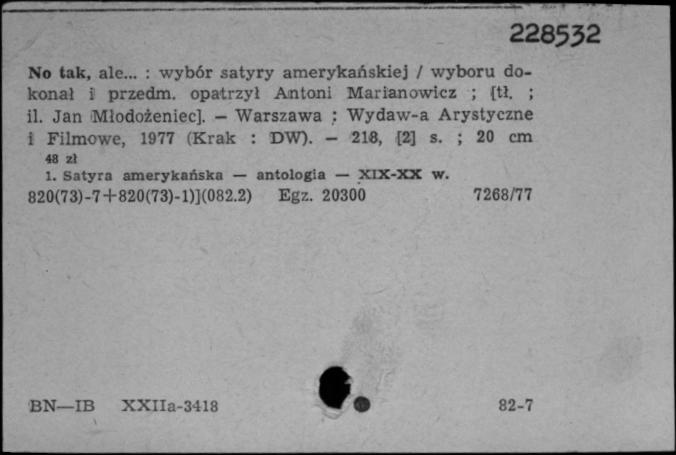 228532
No tak, ale... : wybór satyry amerykańskiej / wyboru do-
konał i przedm. opatrzył Antoni Marianowicz ; [tł. ;
il. Jan Młodożeniec]. — Warszawa ; Wydaw-a Arystyczne
i Filmowe, 1977 (Krak : DW). — 218, [2] s. ; 20 cm
48 zł
1. Satyra amerykańska — antologia — XIX-XX w.
820(73)-7+820(73)-1)](082.2) Egz. 20300 7268/77
BN—IB XXIIa-3418 82-7